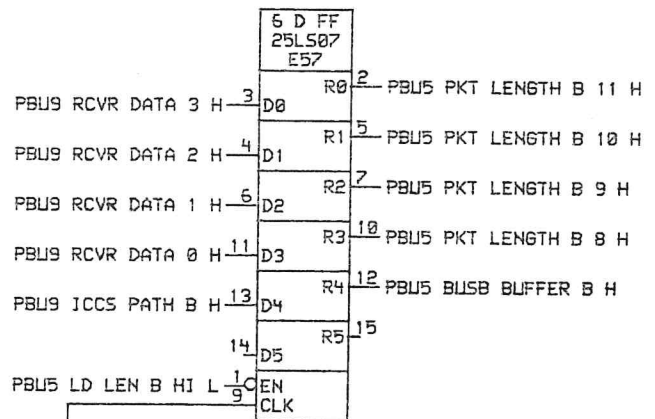 6 D FF
25LS07
E57
PBU9 RCVR DATA 3 H 3 D0 R0 2 PBU5 PKT LENGTH B 11 H
PBU9 RCVR DATA 2 H 4 D1 R1 5 PBU5 PKT LENGTH B 10 H
PBU9 RCVR DATA 1 H 6 D2 R2 7 PBU5 PKT LENGTH B 9 H
PBU9 RCVR DATA 0 H 11 D3 R3 10 PBU5 PKT LENGTH B 8 H
PBU9 ICCS PATH B H 13 D4 R4 12 PBU5 BUSB BUFFER B H
14 D5 R5 15
PBU5 LD LEN B HI L 1 EN
9 CLK